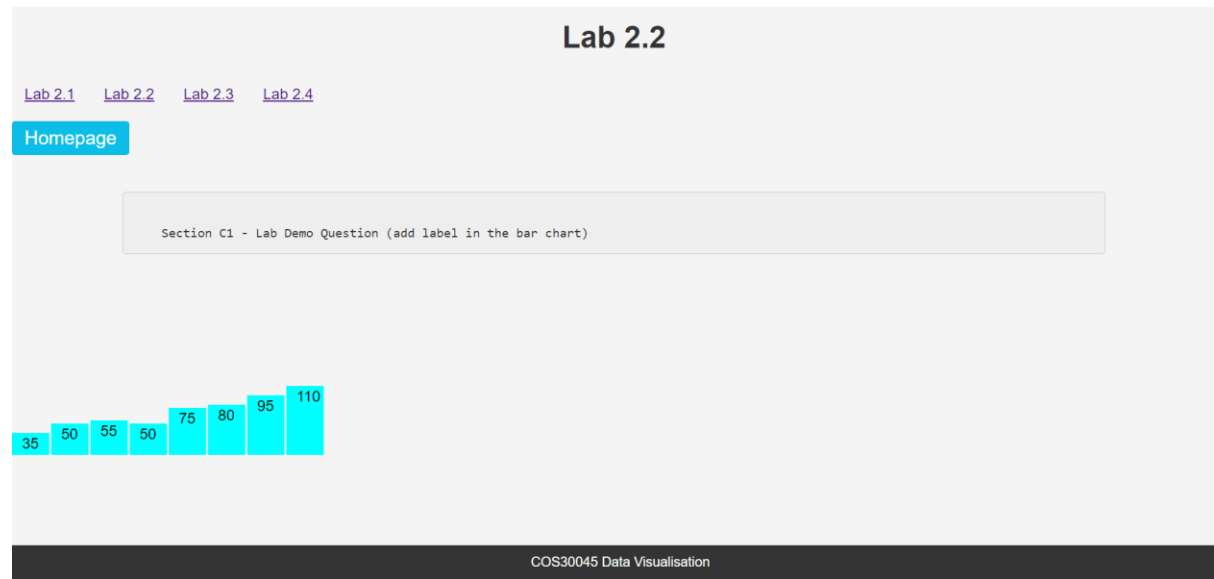 Lab 2.2
Lab 2.1 Lab 2.2 Lab 2.3 Lab 2.4
Homepage
Section C1 - Lab Demo Question (add label in the bar chart)
35 50 55 50 75 80 95 110
COS30045 Data Visualisation